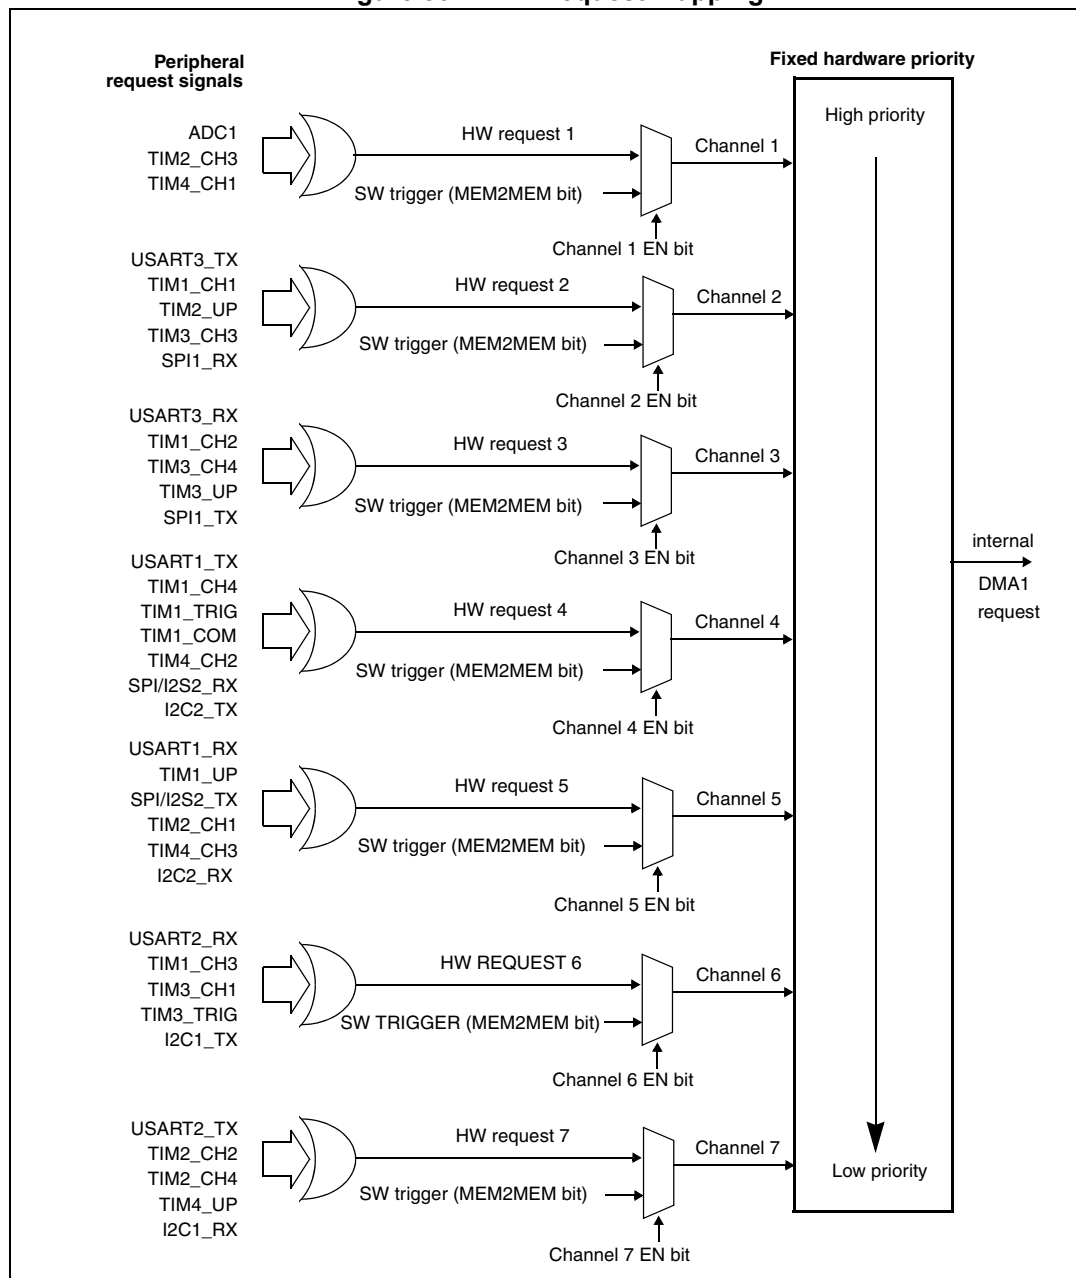 Peripheral
request signals
Fixed hardware priority
High priority
ADC1
TIM2_CH3
TIM4_CH1
HW request 1
SW trigger (MEM2MEM bit)
Channel 1
Channel 1 EN bit
USART3_TX
TIM1_CH1
TIM2_UP
TIM3_CH3
SPI1_RX
HW request 2
SW trigger (MEM2MEM bit)
Channel 2
Channel 2 EN bit
USART3_RX
TIM1_CH2
TIM3_CH4
TIM3_UP
SPI1_TX
HW request 3
SW trigger (MEM2MEM bit)
Channel 3
Channel 3 EN bit
internal
DMA1
request
USART1_TX
TIM1_CH4
TIM1_TRIG
TIM1_COM
TIM4_CH2
SPI/I2S2_RX
I2C2_TX
HW request 4
SW trigger (MEM2MEM bit)
Channel 4
Channel 4 EN bit
USART1_RX
TIM1_UP
SPI/I2S2_TX
TIM2_CH1
TIM4_CH3
I2C2_RX
HW request 5
SW trigger (MEM2MEM bit)
Channel 5
Channel 5 EN bit
USART2_RX
TIM1_CH3
TIM3_CH1
TIM3_TRIG
I2C1_TX
HW REQUEST 6
SW TRIGGER (MEM2MEM bit)
Channel 6
Channel 6 EN bit
USART2_TX
TIM2_CH2
TIM2_CH4
TIM4_UP
I2C1_RX
HW request 7
SW trigger (MEM2MEM bit)
Channel 7
Channel 7 EN bit
Low priority